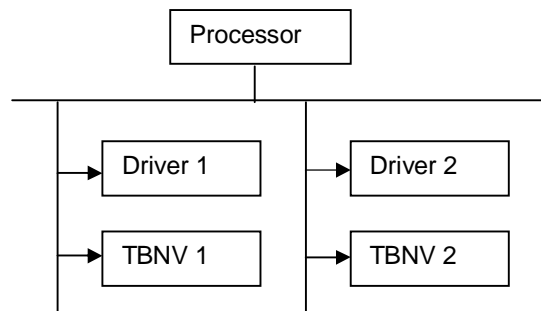 Processor
Driver 1
Driver 2
TBNV 1
TBNV 2